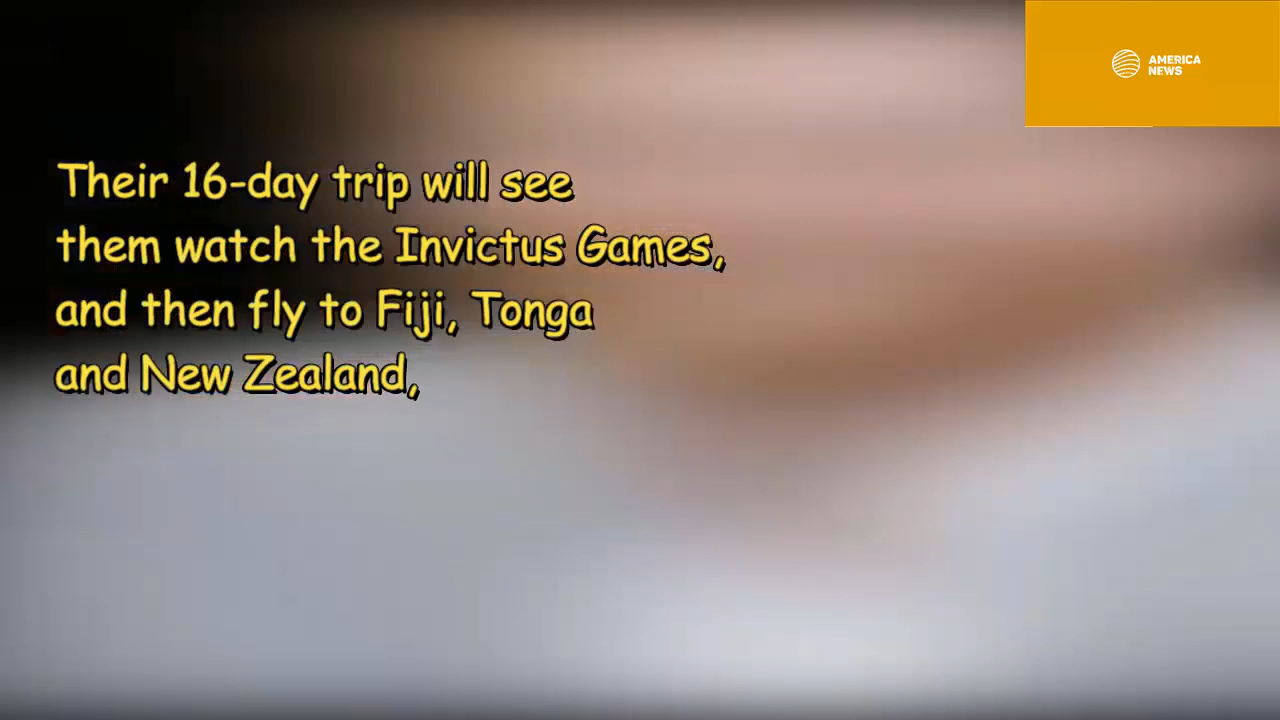 AMERICA
NEWS
Their 16-day trip will see
them watch the Invictus Games,
and then fly to Fiji, Tonga
and New Zealand,